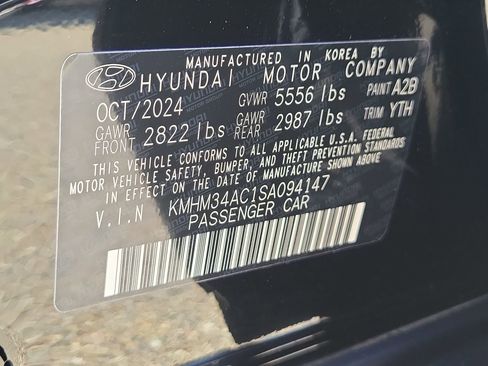 MANUFACTURED IN KOREA BY
HYUNDAI MOTOR COMPANY
OCT/2024 GVWR 5556 lbs PAINT A2B
GAWR FRONT 2822 lbs GAWR REAR 2987 lbs TRIM YTH
THIS VEHICLE CONFORMS TO ALL APPLICABLE U.S.A. FEDERAL
MOTOR VEHICLE SAFETY, BUMPER, AND THEFT PREVENTION STANDARDS
IN EFFECT ON THE DATE OF MANUFACTURE SHOWN ABOVE
V.I.N KMHM34AC1SA094147
PASSENGER CAR